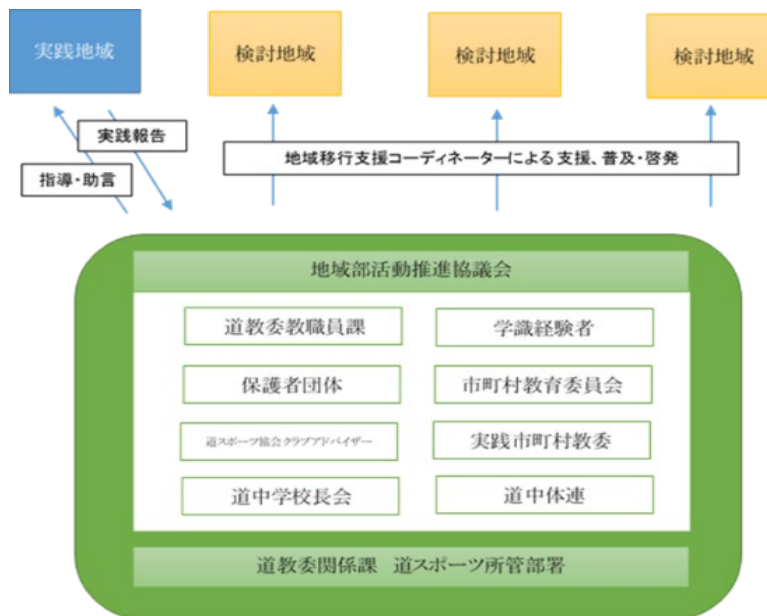 実践地域
検討地域
検討地域
検討地域
実践報告
指導・助言
地域移行支援コーディネーターによる支援、普及・啓発
地域部活動推進協議会
道教委教職員課
学識経験者
保護者団体
市町村教育委員会
道スポーツ協会クラブアドバイザー
実践市町村教委
道中学校長会
道中体連
道教委関係課 道スポーツ所管部署